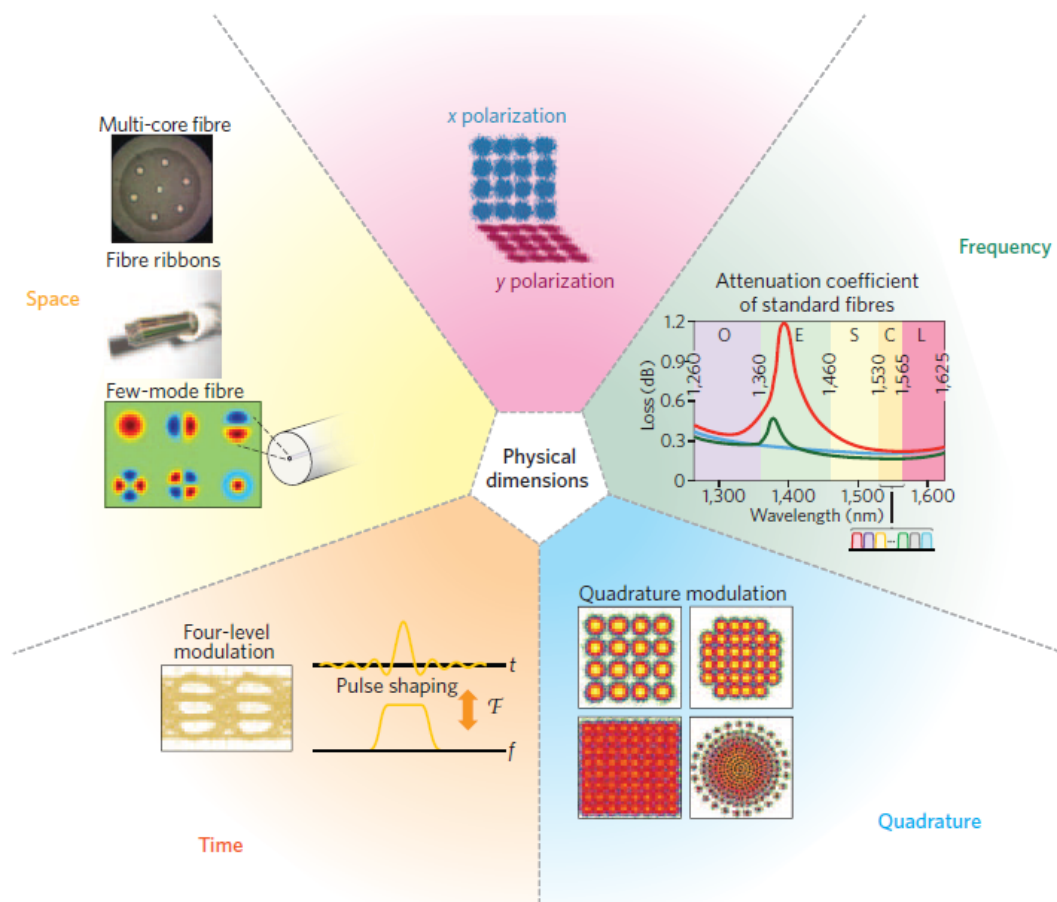 x polarization
y polarization
Multi-core fibre
Fibre ribbons
Space
Few-mode fibre
Frequency
Attenuation coefficient
of standard fibres
O E S C L
1,260 1,360 1,460 1,530 1,565 1,625
Loss (dB)
1.2
0.9
0.6
0.3
0
1,300 1,400 1,500 1,600
Wavelength (nm)
...
Physical
dimensions
Four-level
modulation
t
Pulse shaping
ℱ
f
Time
Quadrature modulation
Quadrature